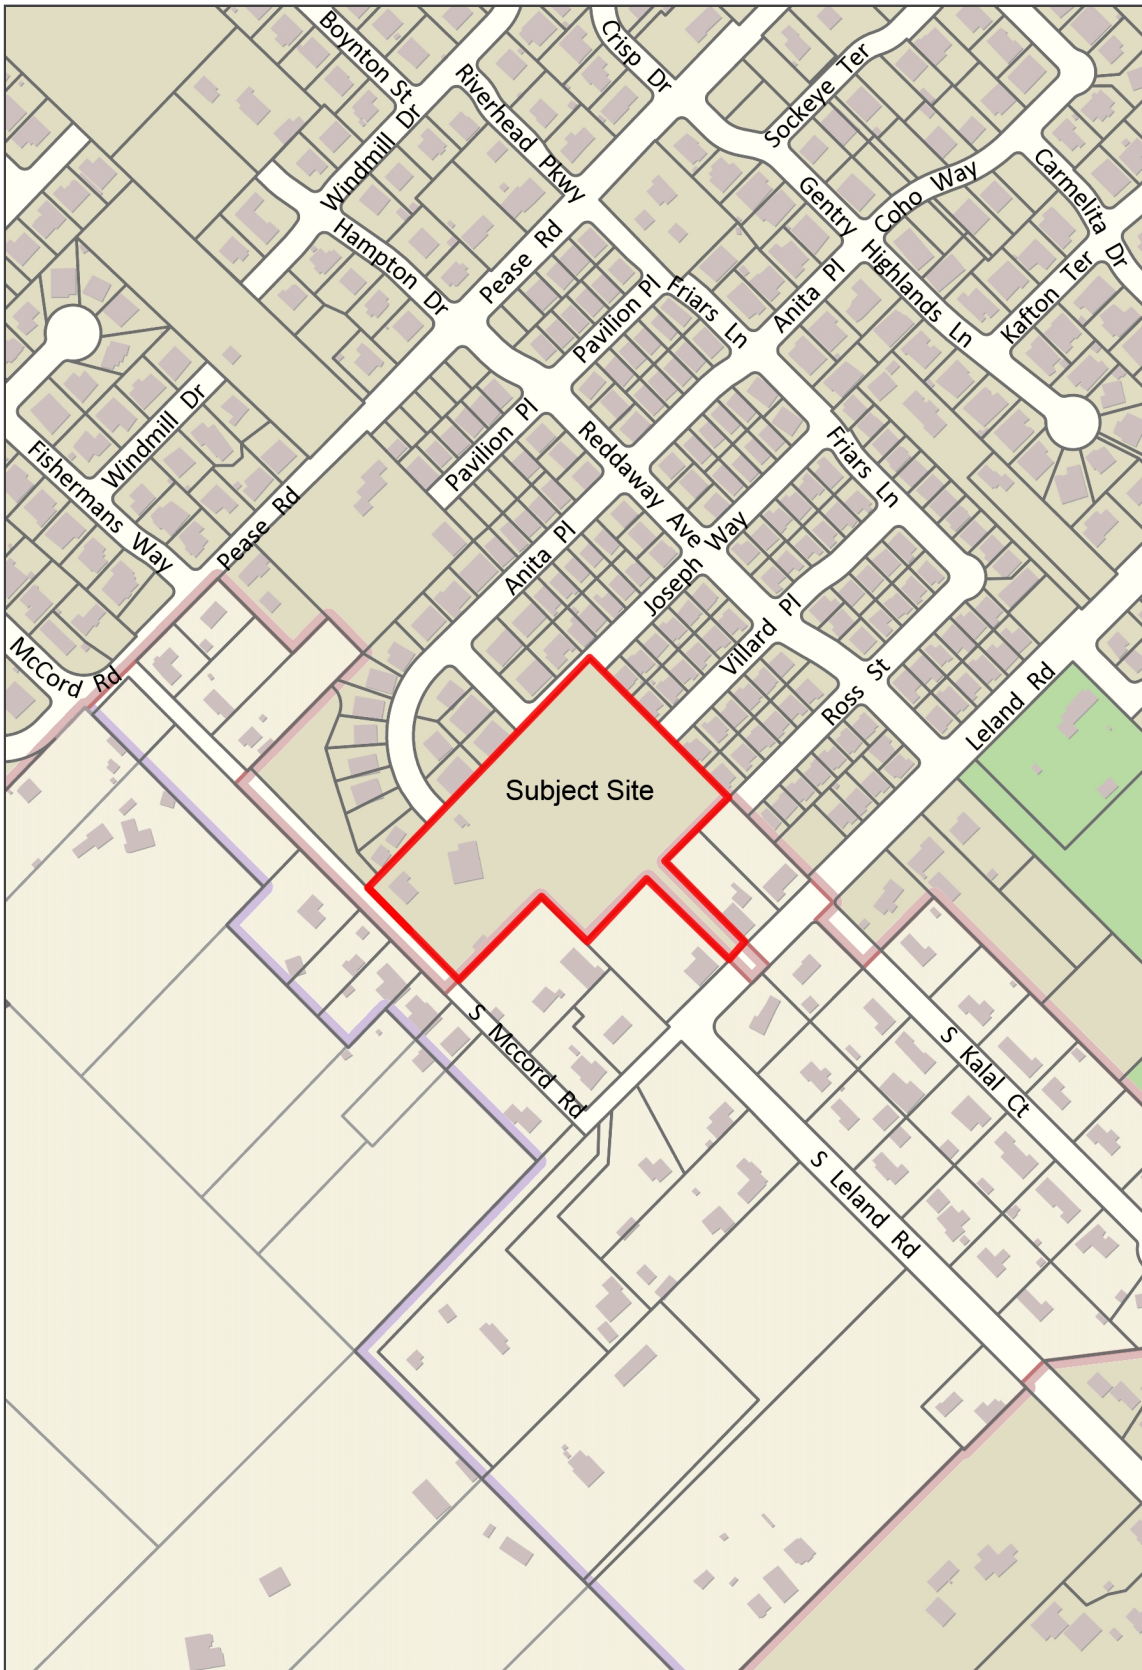 Boynton St
Crisp Dr
Riverhead Pkwy
Sockeye Ter
Windmill Dr
Carmelita Dr
Gentry Highlands Ln
Coho Way
Hampton Dr
Pease Rd
Pavilion Pl
Friars Ln
Anita Pl
Kafton Ter
Windmill Dr
Pavilion Pl
Reddaway Ave
Friars Ln
Fishermans Way
Pease Rd
Anita Pl
Joseph Way
Villard Pl
McCord Rd
Ross St
Leland Rd
Subject Site
S Mccord Rd
S Kalal Ct
S Leland Rd